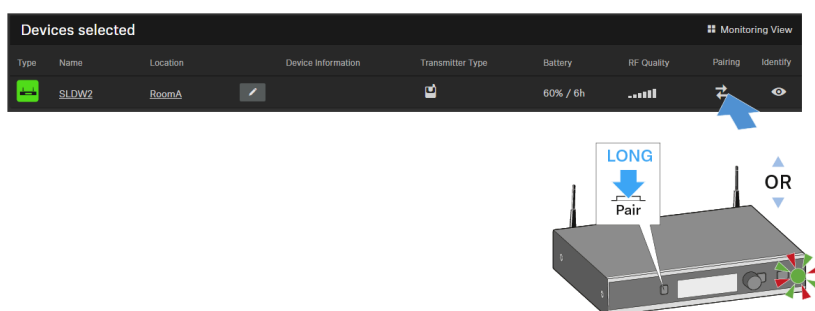 Devices selected
Monitoring View
Type Name Location Device Information Transmitter Type Battery RF Quality Pairing Identify
SLDW2 RoomA 60% / 6h
LONG
Pair
OR